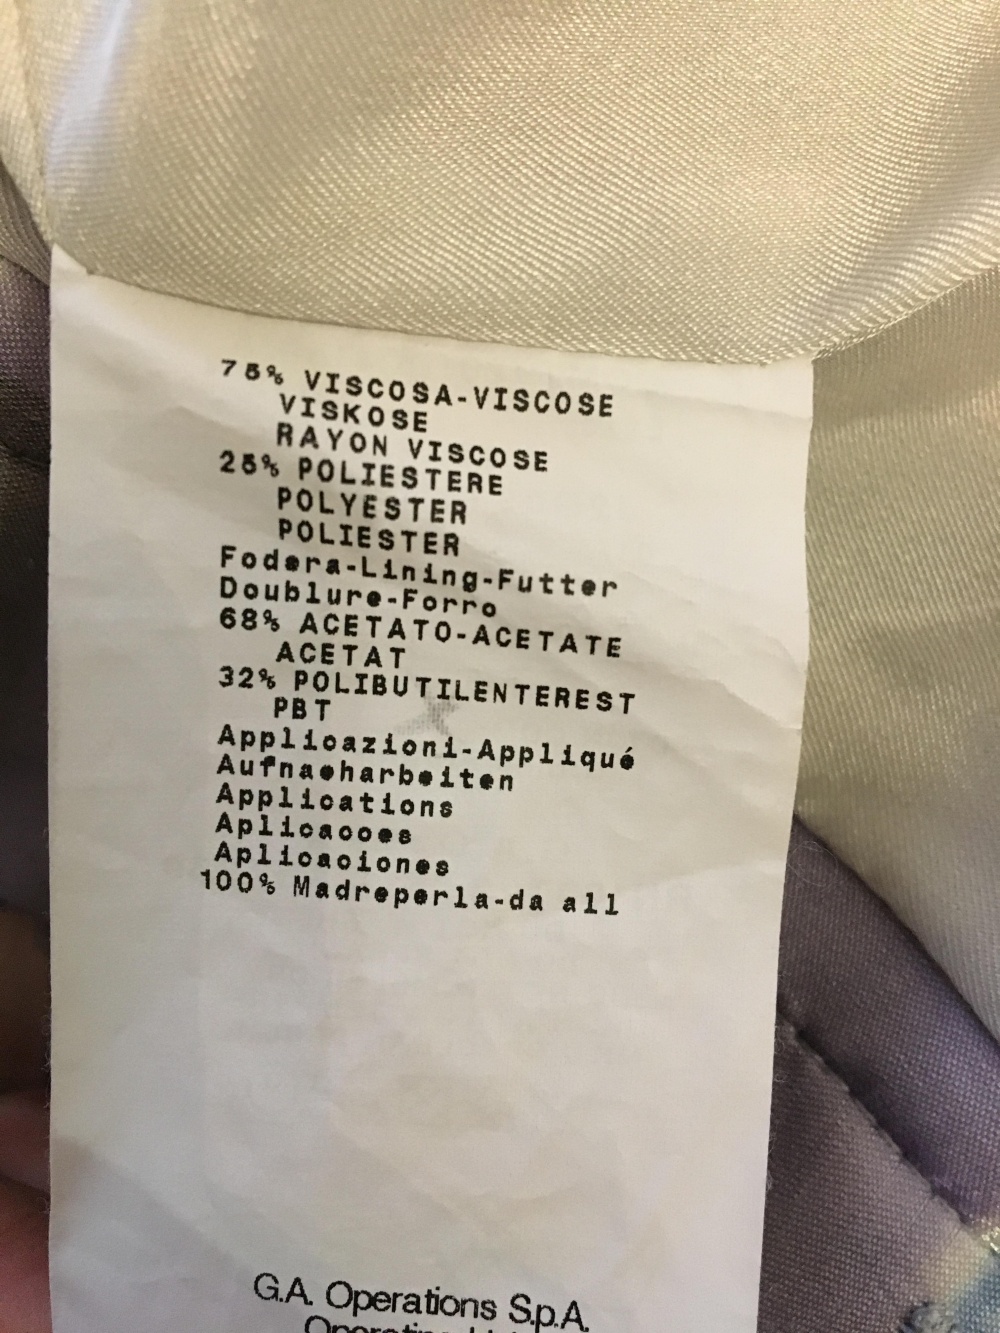 75% VISCOSA-VISCOSE
VISKOSE
RAYON VISCOSE
25% POLIESTERE
POLYESTER
POLIESTER
Fodera-Lining-Futter
Doublure-Forro
68% ACETATO-ACETATE
ACETAT
32% POLIBUTILENTEREST
PBT
Applicazioni-Appliqué
Aufnaeharbeiten
Applications
Aplicacoes
Aplicaciones
100% Madreperla-da all
G.A. Operations S.p.A.